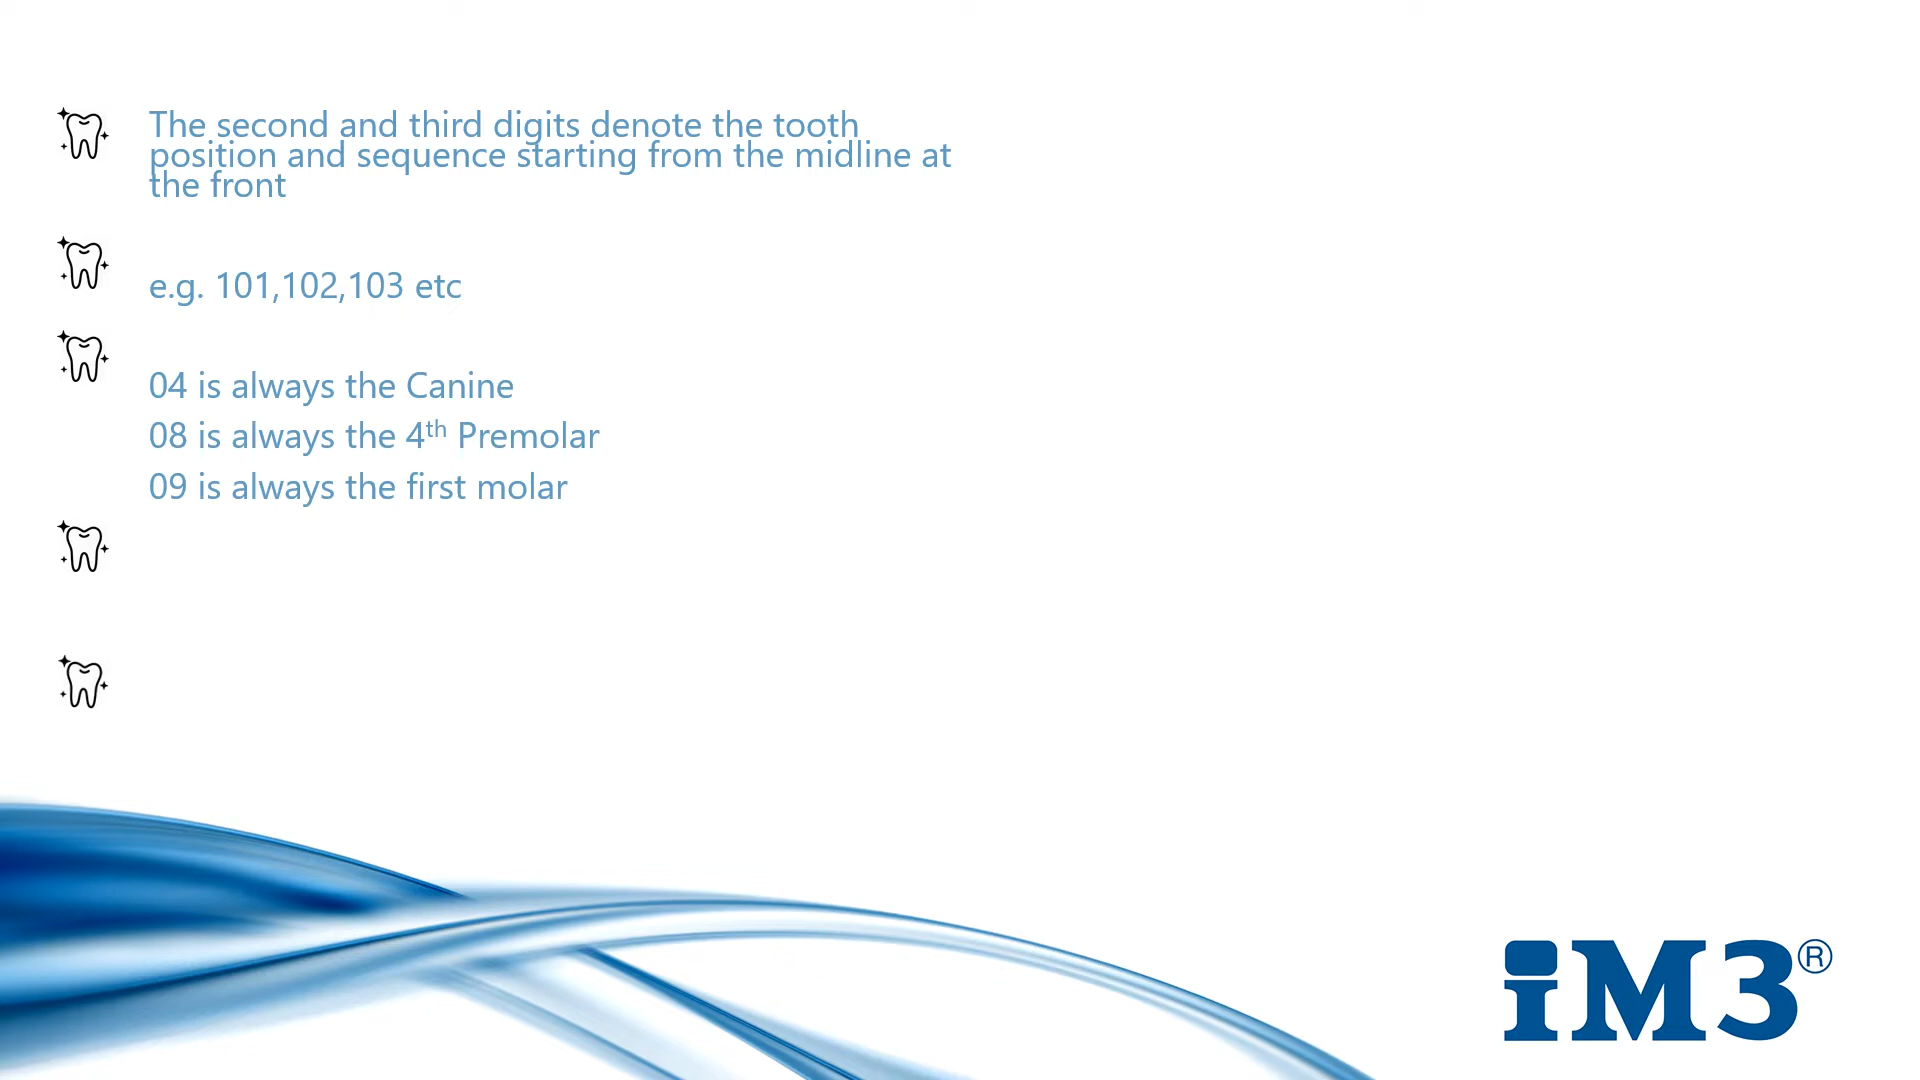 The second and third digits denote the tooth
position and sequence starting from the midline at
the front
e.g. 101,102,103 etc
04 is always the Canine
08 is always the 4th Premolar
09 is always the first molar
iM3®